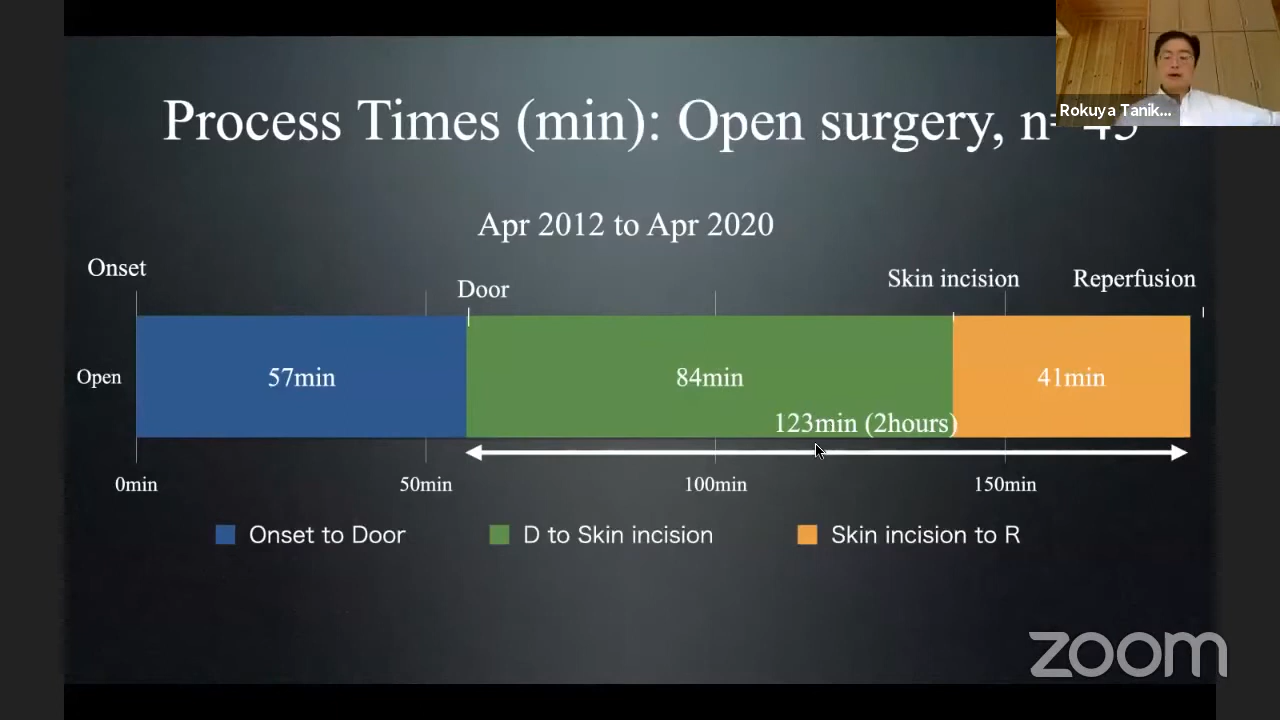 Rokuya Tanik...
Process Times (min): Open surgery, n= 45
Apr 2012 to Apr 2020
Onset
Door
Skin incision
Reperfusion
Open
57min
84min
41min
123min (2hours)
0min
50min
100min
150min
Onset to Door
D to Skin incision
Skin incision to R
zoom